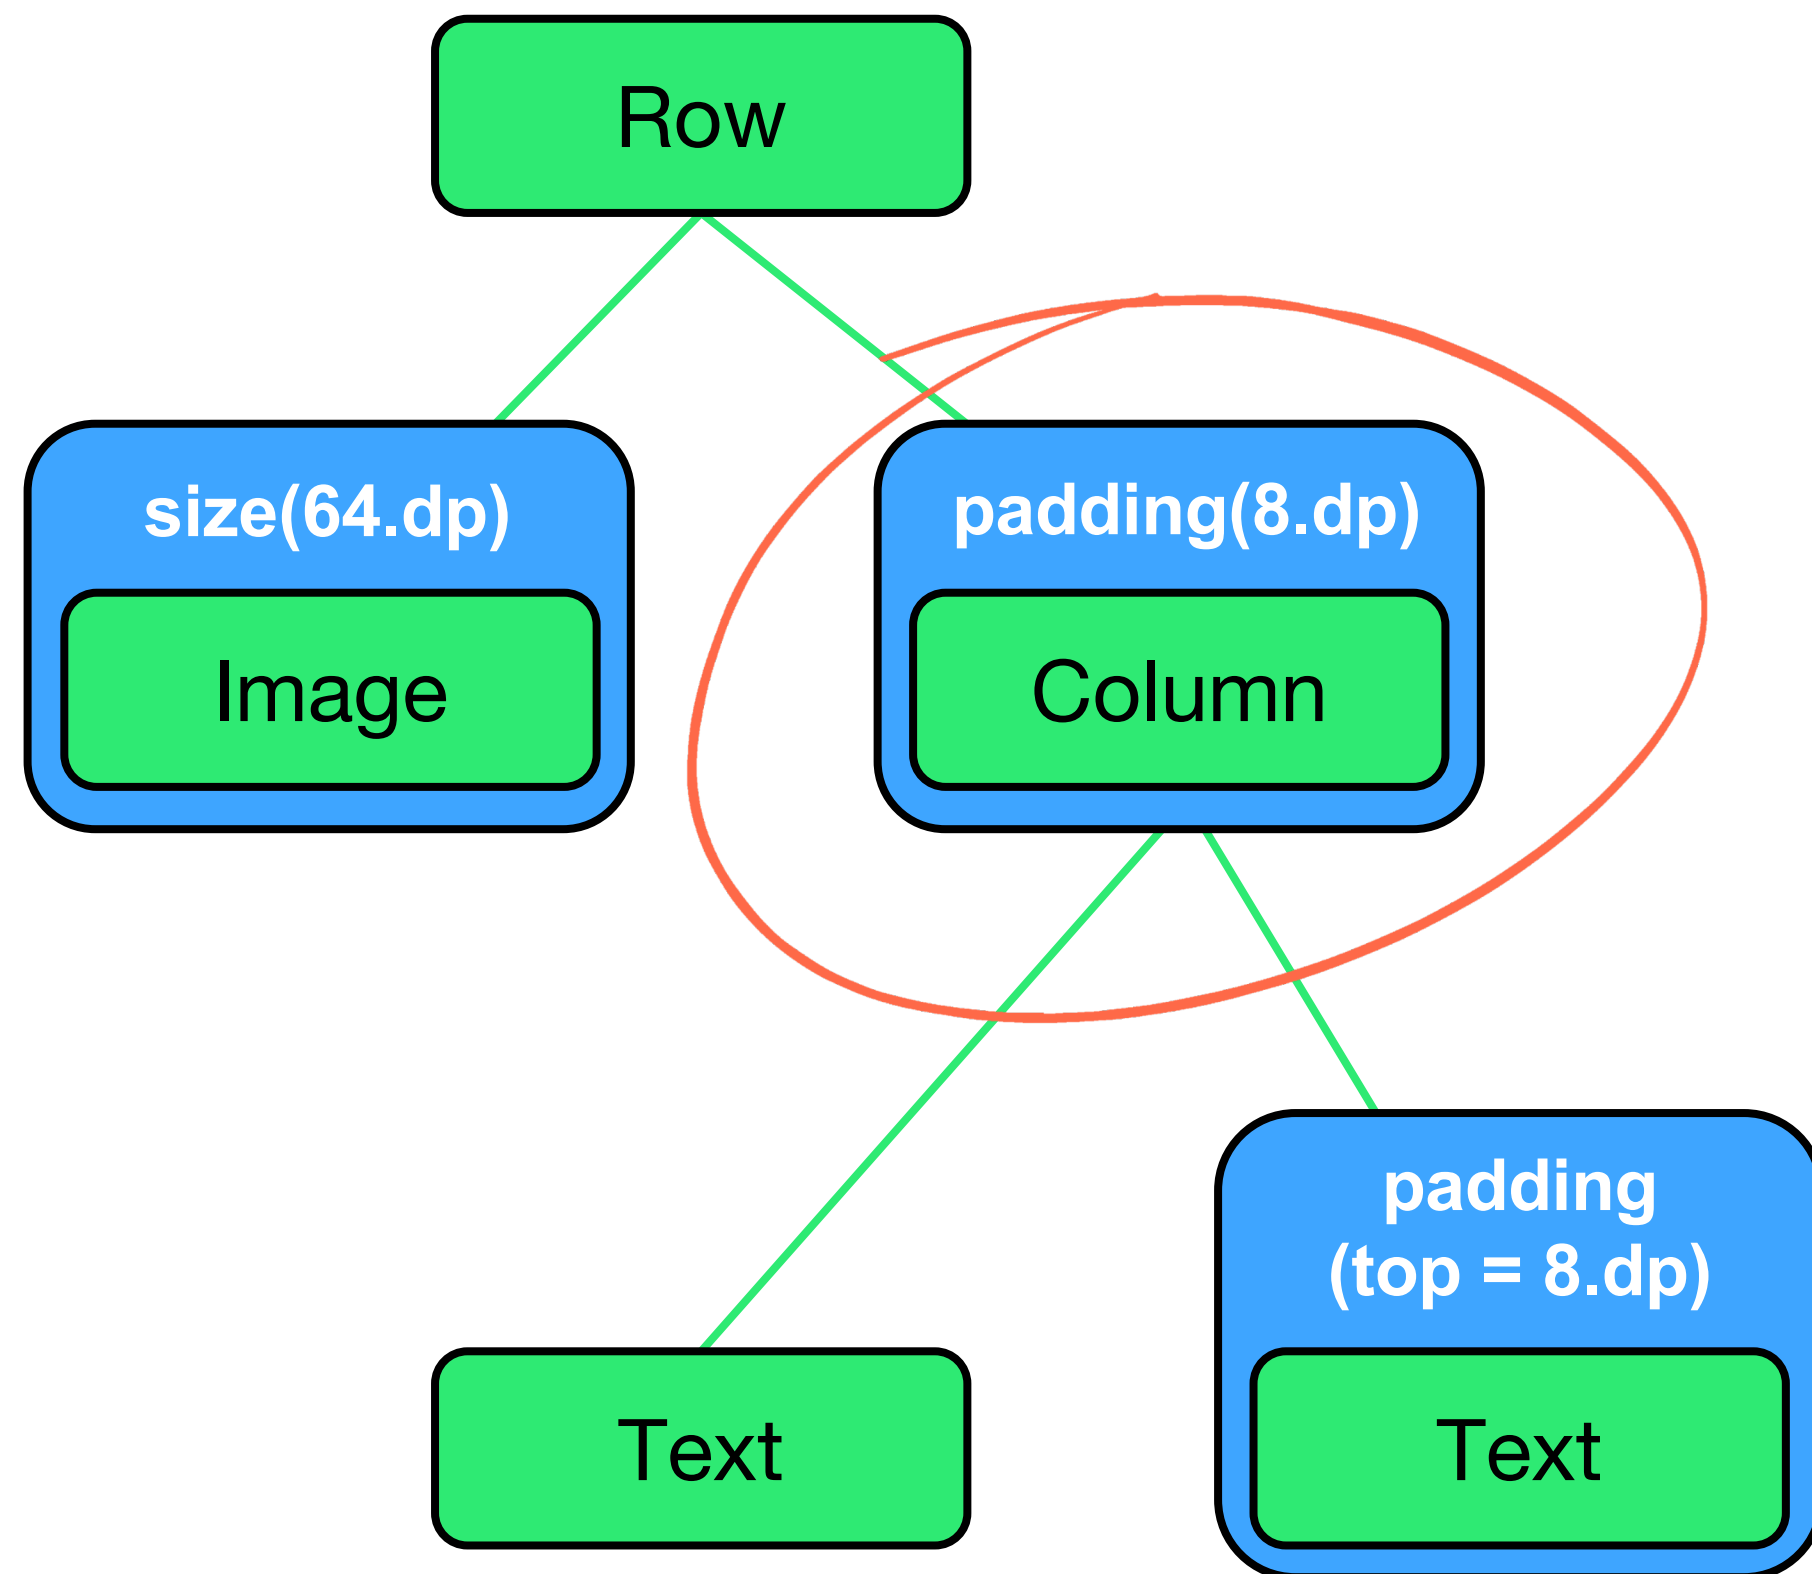 Row
size(64.dp)
Image
padding(8.dp)
Column
Text
padding
(top = 8.dp)
Text